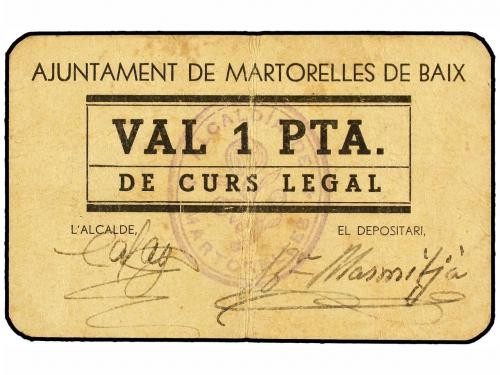 AJUNTAMENT DE MARTORELLES DE BAIX
VAL 1 PTA.
DE CURS LEGAL
L'ALCALDE, EL DEPOSITARI,